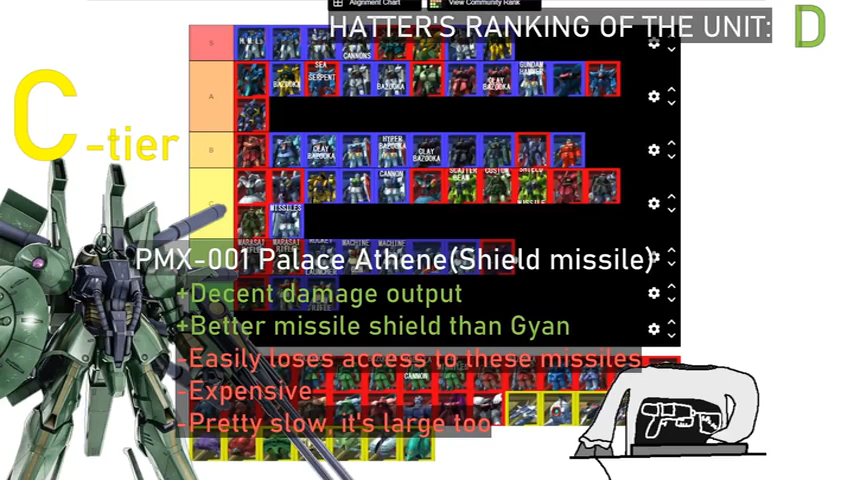 Alignment Chart
View Community Rank
HATTER'S RANKING OF THE UNIT: D
C-tier
S
CANNONS
SEA SERPENT
GUNDAM HAMMER
BAZOOKA
BAZOOKA
CLAY BAZOOKA
A
HYPER BAZOOKA
CLAY BAZOOKA
CLAY BAZOOKA
B
CANNON
SCATTER BEAM
CUSTOM
SHIELD MISSILE
MISSILES
C
MARASAI
MARASAI
ROCKET LAUNCHER
MACHINE
MACHINE
PMX-001 Palace Athene(Shield missile)
+Decent damage output
+Better missile shield than Gyan
-Easily loses access to these missiles
-Expensive
CANNON
-Pretty slow, it's large too